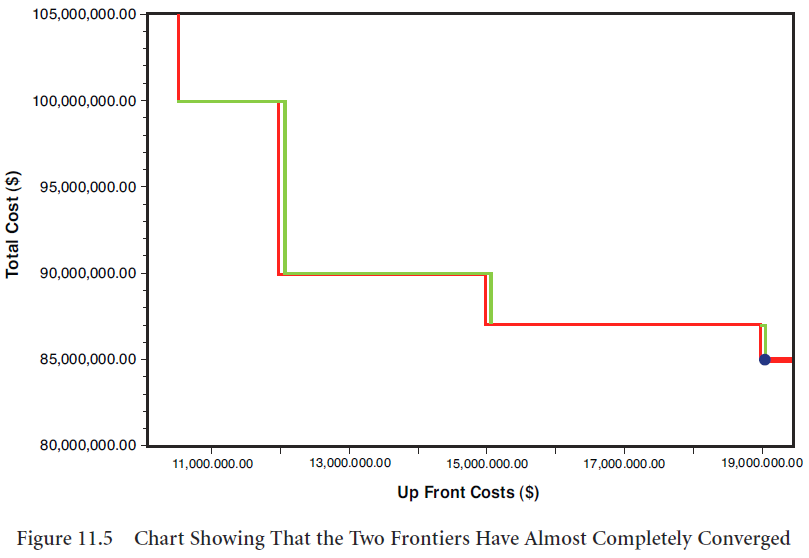 105,000,000.00
100,000,000.00
95,000,000.00
90,000,000.00
85,000,000.00
80,000,000.00
Total Cost ($)
11,000.000.00 13,000.000.00 15,000.000.00 17,000.000.00 19,000.000.00
Up Front Costs ($)
Figure 11.5 Chart Showing That the Two Frontiers Have Almost Completely Converged